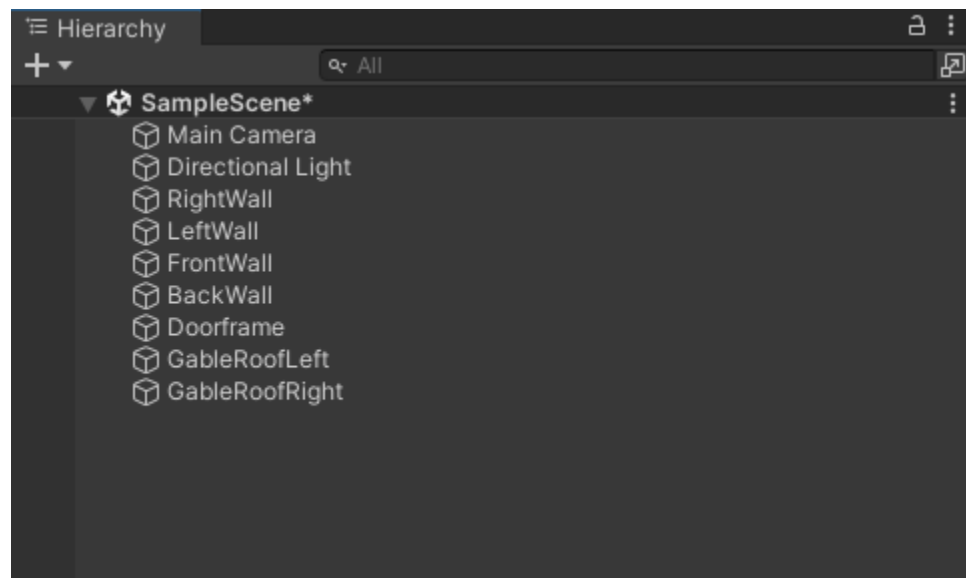 Hierarchy
All
SampleScene*
Main Camera
Directional Light
RightWall
LeftWall
FrontWall
BackWall
Doorframe
GableRoofLeft
GableRoofRight